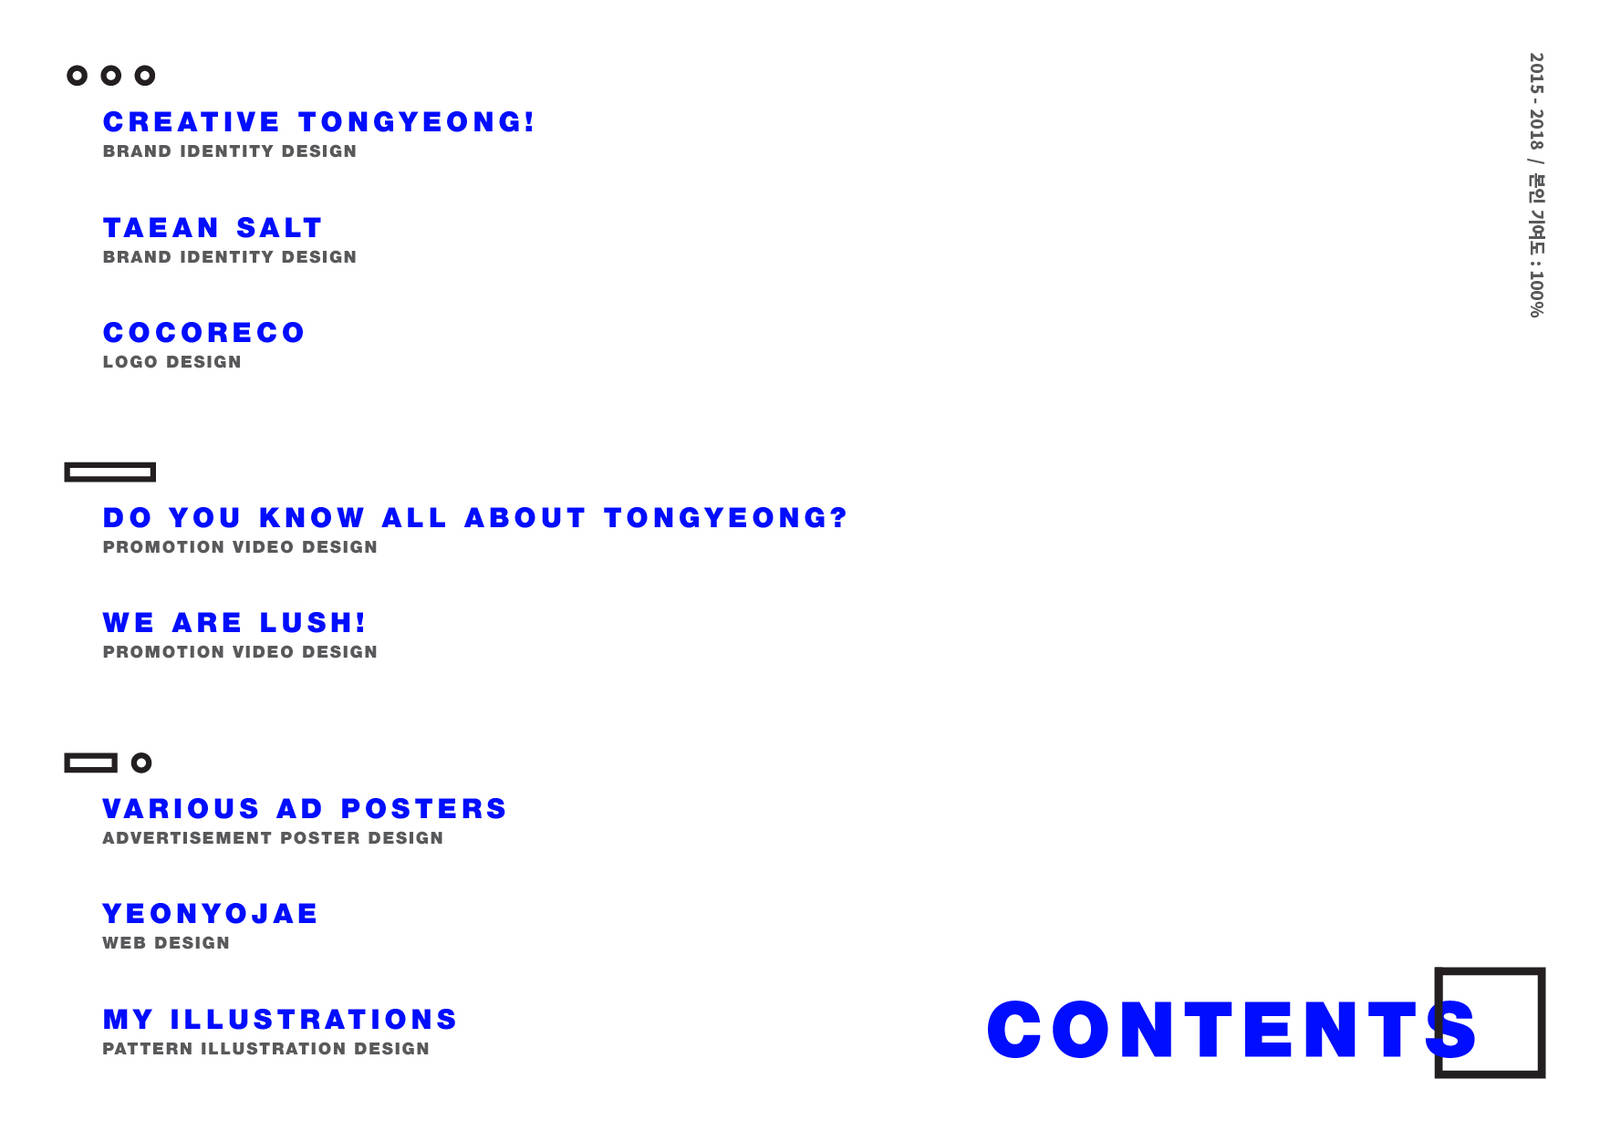 CREATIVE TONGYEONG!
BRAND IDENTITY DESIGN
TAEAN SALT
BRAND IDENTITY DESIGN
COCORECO
LOGO DESIGN
DO YOU KNOW ALL ABOUT TONGYEONG?
PROMOTION VIDEO DESIGN
WE ARE LUSH!
PROMOTION VIDEO DESIGN
VARIOUS AD POSTERS
ADVERTISEMENT POSTER DESIGN
YEONYOJAE
WEB DESIGN
MY ILLUSTRATIONS
PATTERN ILLUSTRATION DESIGN
2015 - 2018 / 본인 기여도 : 100%
CONTENTS